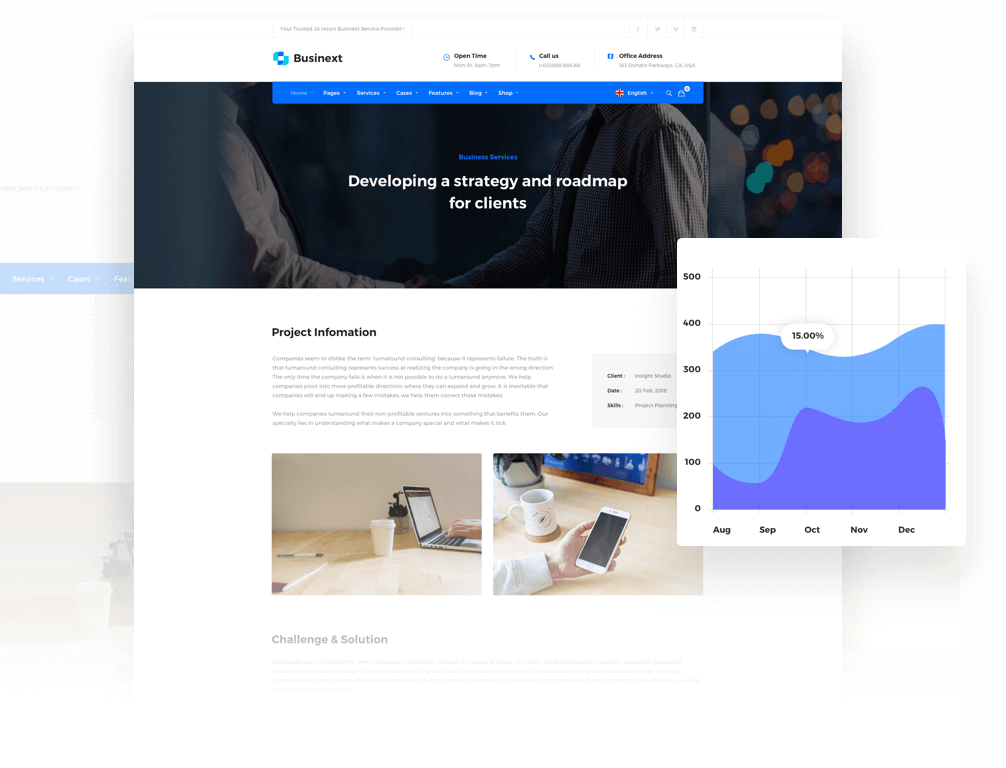 Your Trusted 24 Hours Businext Service Provider !
Businext
Open Time
Mon-Fri: 8am-7pm
Call us
(+00)888.666.88
Office Address
163 Donato Parkways, CA, USA
Home Pages Services Cases Features Blog Shop
English
0
Business Services
Developing a strategy and roadmap
for clients
next Service Provider !
Services Cases Featu
Project Infomation
Companies seem to dislike the term 'turnaround consulting' because it represents failure. The truth is
that turnaround consulting represents success at realizing the company is going in the wrong direction.
The only time the company fails is when it is not possible to do a turnaround anymore. We help
companies pivot into more profitable directions where they can expand and grow. It is inevitable that
companies will end up making a few mistakes; we help them correct these mistakes.
We help companies turnaround their non-profitable ventures into something that benefits them. Our
specialty lies in understanding what makes a company special and what makes it tick.
Client : Insight Studio
Date : 20 Feb, 2018
Skills : Project Planning
500
400
300
200
100
0
15.00%
Aug Sep Oct Nov Dec
Challenge & Solution